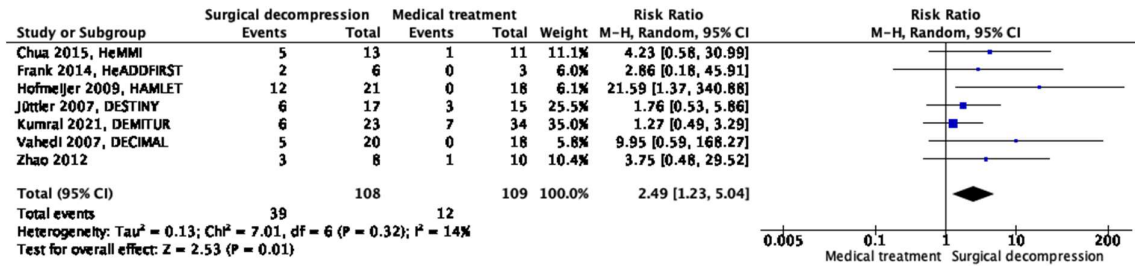 Surgical decompression Medical treatment Risk Ratio Risk Ratio
Study or Subgroup Events Total Events Total Weight M-H, Random, 95% CI M-H, Random, 95% CI
Chua 2015, HeMMI 5 13 1 11 11.1% 4.23 [0.58, 30.99]
Frank 2014, HeADDFIRST 2 6 0 3 6.0% 2.86 [0.18, 45.91]
Hofmeijer 2009, HAMLET 12 21 0 18 6.1% 21.59 [1.37, 340.88]
Jüttler 2007, DESTINY 6 17 3 15 25.5% 1.76 [0.53, 5.86]
Kumral 2021, DEMITUR 6 23 7 34 35.0% 1.27 [0.49, 3.29]
Vahedi 2007, DECIMAL 5 20 0 18 5.8% 9.95 [0.59, 168.27]
Zhao 2012 3 8 1 10 10.4% 3.75 [0.48, 29.52]
Total (95% CI) 108 109 100.0% 2.49 [1.23, 5.04]
Total events 39 12
Heterogeneity: Tau² = 0.13; Chi² = 7.01, df = 6 (P = 0.32); I² = 14%
Test for overall effect: Z = 2.53 (P = 0.01)
0.005 0.1 1 10 200
Medical treatment Surgical decompression